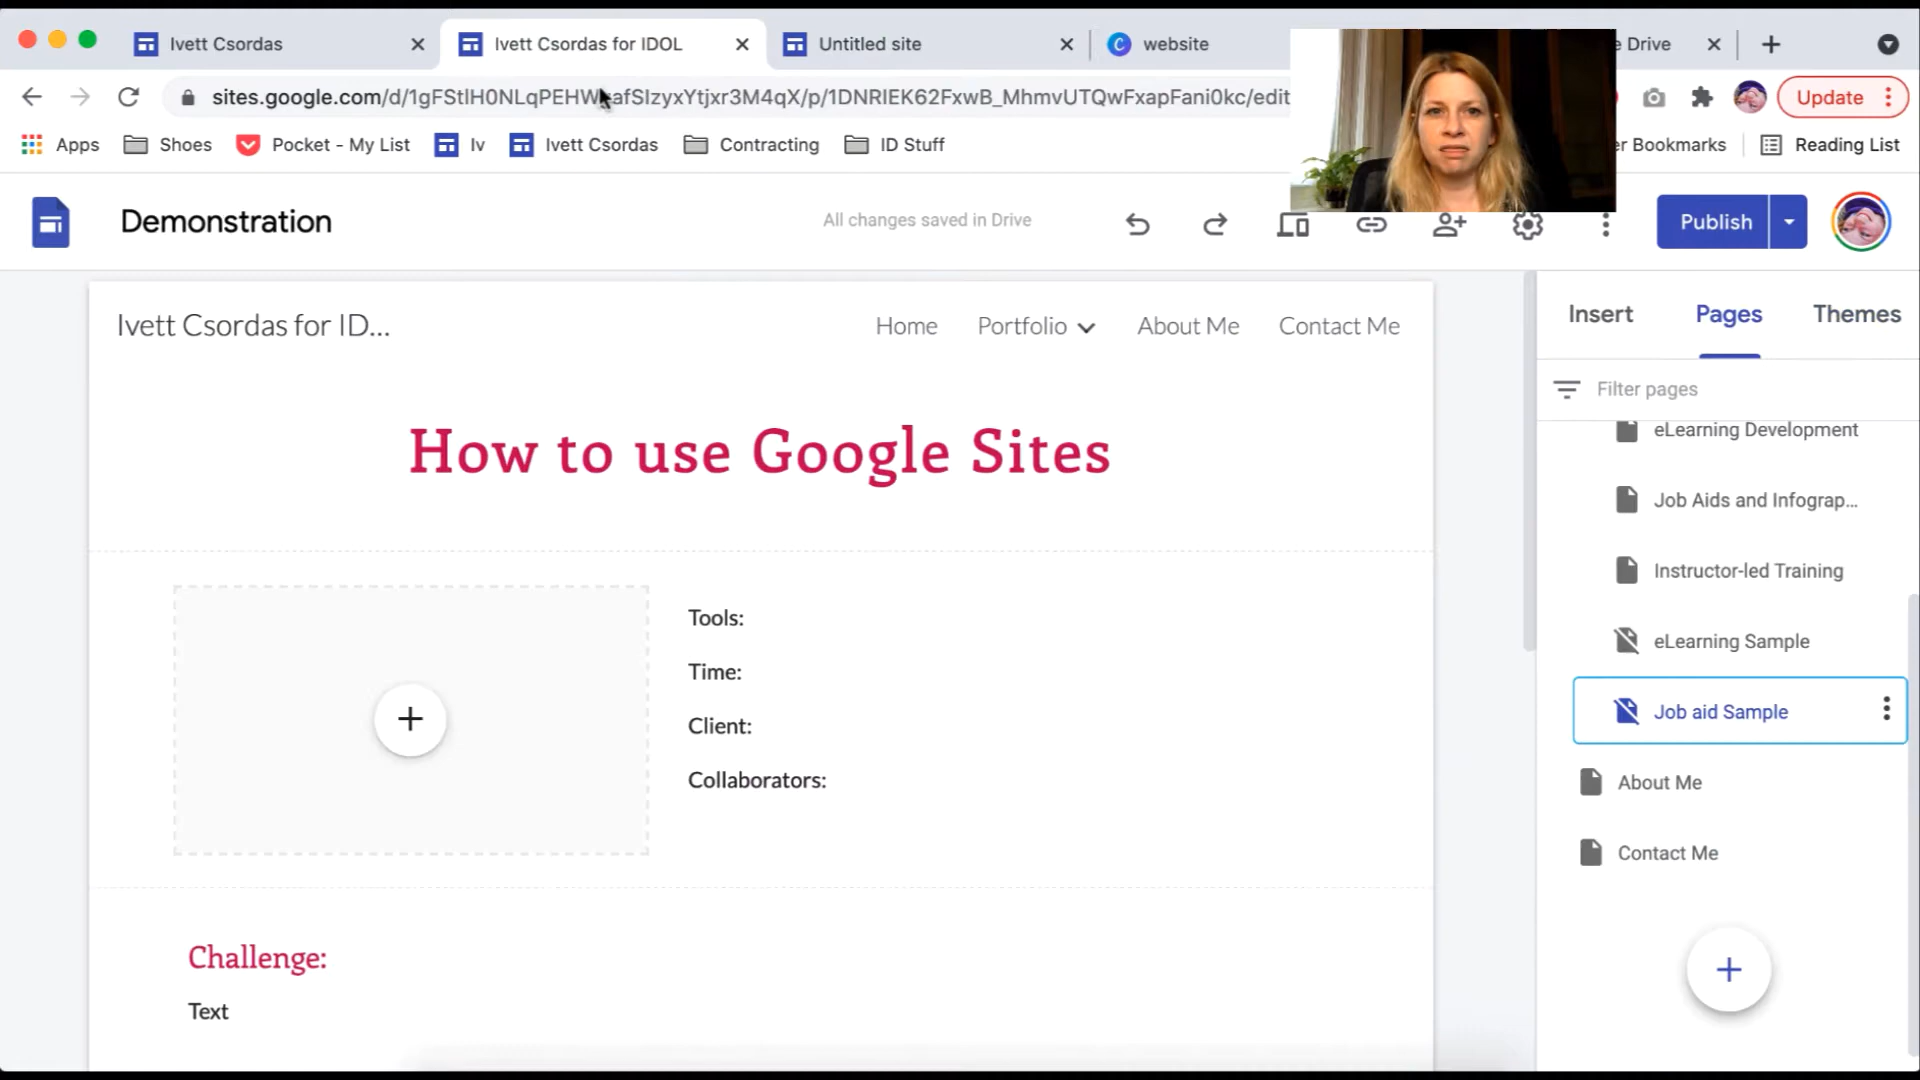 Ivett Csordas
Ivett Csordas for IDOL
Untitled site
website
e Drive
sites.google.com/d/1gFStlH0NLqPEHW afSIzyxYtjxr3M4qX/p/1DNRIEK62FxwB_MhmvUTQwFxapFani0kc/edit
Update
Apps
Shoes
Pocket - My List
Iv
Ivett Csordas
Contracting
ID Stuff
er Bookmarks
Reading List
Demonstration
All changes saved in Drive
Publish
Ivett Csordas for ID...
Home
Portfolio
About Me
Contact Me
How to use Google Sites
Tools:
Time:
Client:
Collaborators:
Challenge:
Text
Insert
Pages
Themes
Filter pages
eLearning Development
Job Aids and Infograp...
Instructor-led Training
eLearning Sample
Job aid Sample
About Me
Contact Me